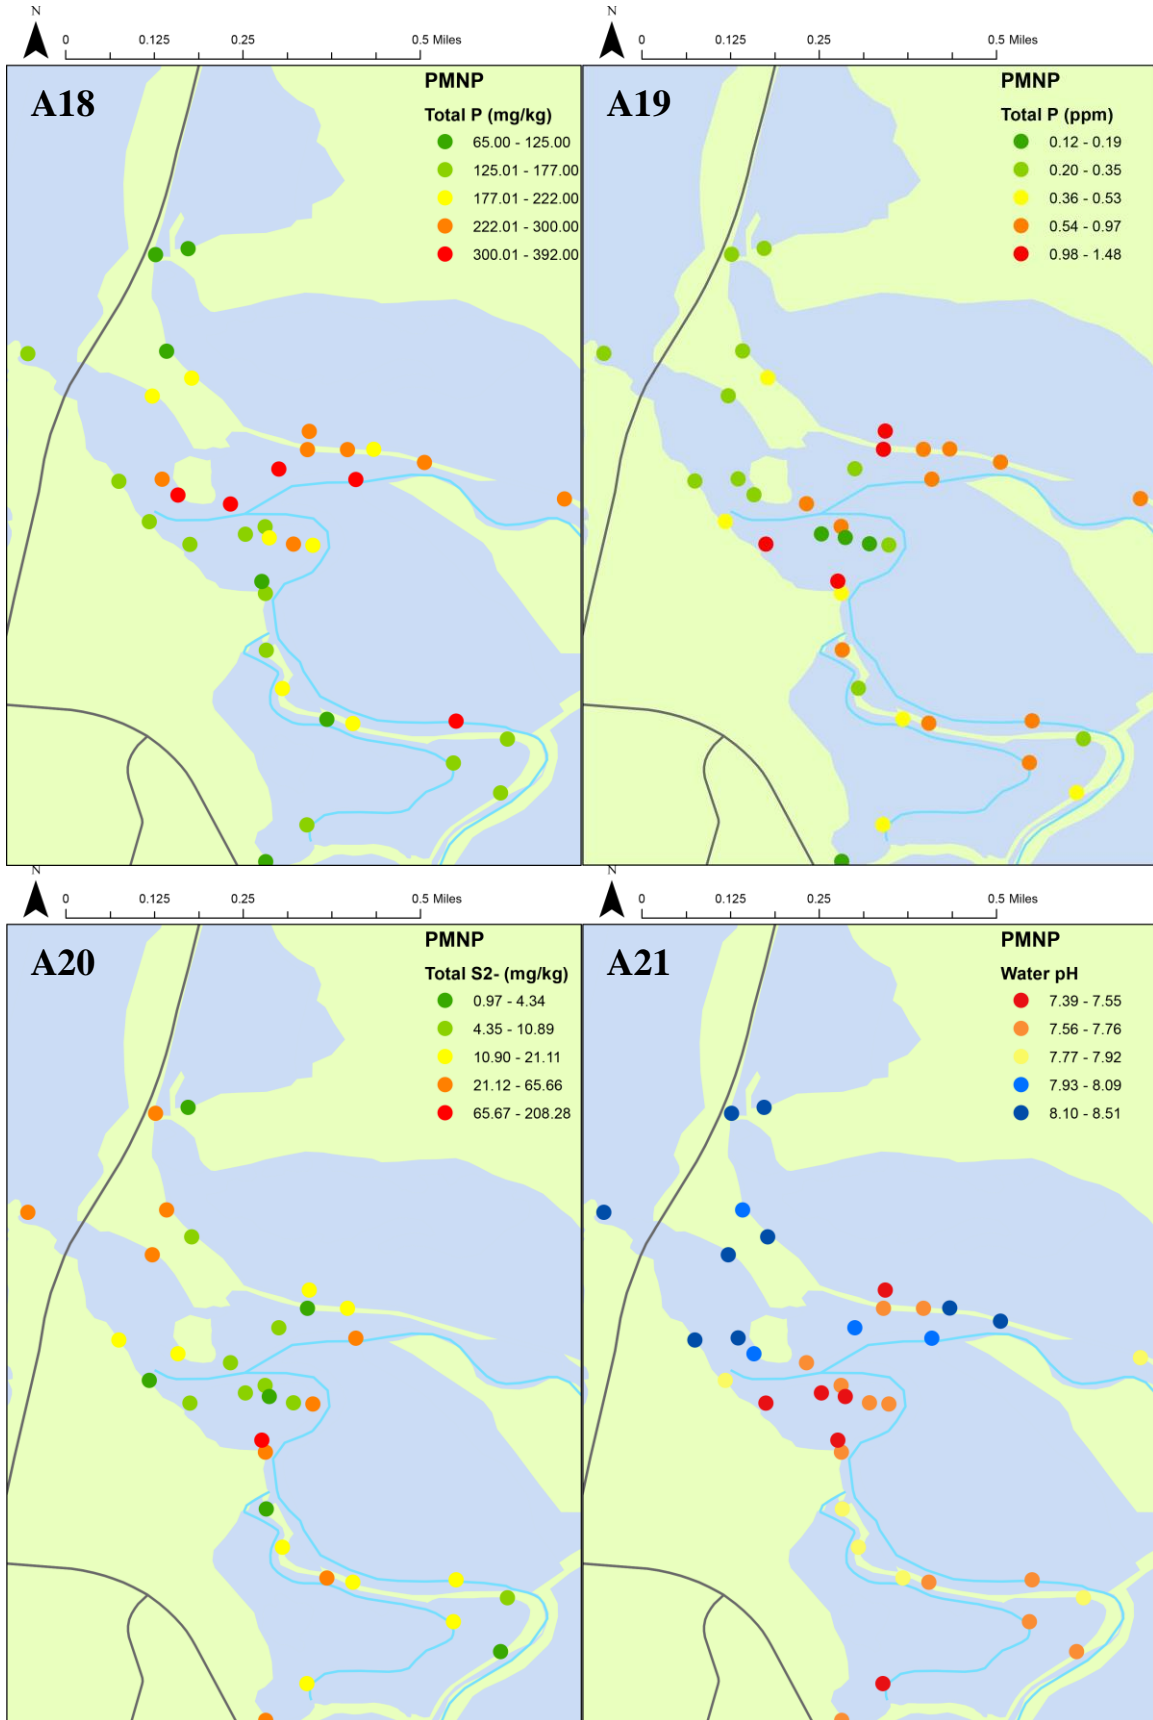 N
0 0.125 0.25 0.5 Miles
A18
PMNP
Total P (mg/kg)
65.00 - 125.00
125.01 - 177.00
177.01 - 222.00
222.01 - 300.00
300.01 - 392.00
N
0 0.125 0.25 0.5 Miles
A19
PMNP
Total P (ppm)
0.12 - 0.19
0.20 - 0.35
0.36 - 0.53
0.54 - 0.97
0.98 - 1.48
N
0 0.125 0.25 0.5 Miles
A20
PMNP
Total S2- (mg/kg)
0.97 - 4.34
4.35 - 10.89
10.90 - 21.11
21.12 - 65.66
65.67 - 208.28
N
0 0.125 0.25 0.5 Miles
A21
PMNP
Water pH
7.39 - 7.55
7.56 - 7.76
7.77 - 7.92
7.93 - 8.09
8.10 - 8.51